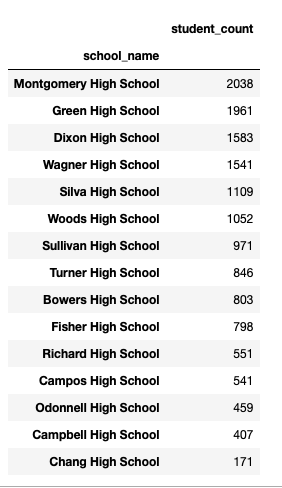 student_count
school_name
Montgomery High School 2038
Green High School 1961
Dixon High School 1583
Wagner High School 1541
Silva High School 1109
Woods High School 1052
Sullivan High School 971
Turner High School 846
Bowers High School 803
Fisher High School 798
Richard High School 551
Campos High School 541
Odonnell High School 459
Campbell High School 407
Chang High School 171